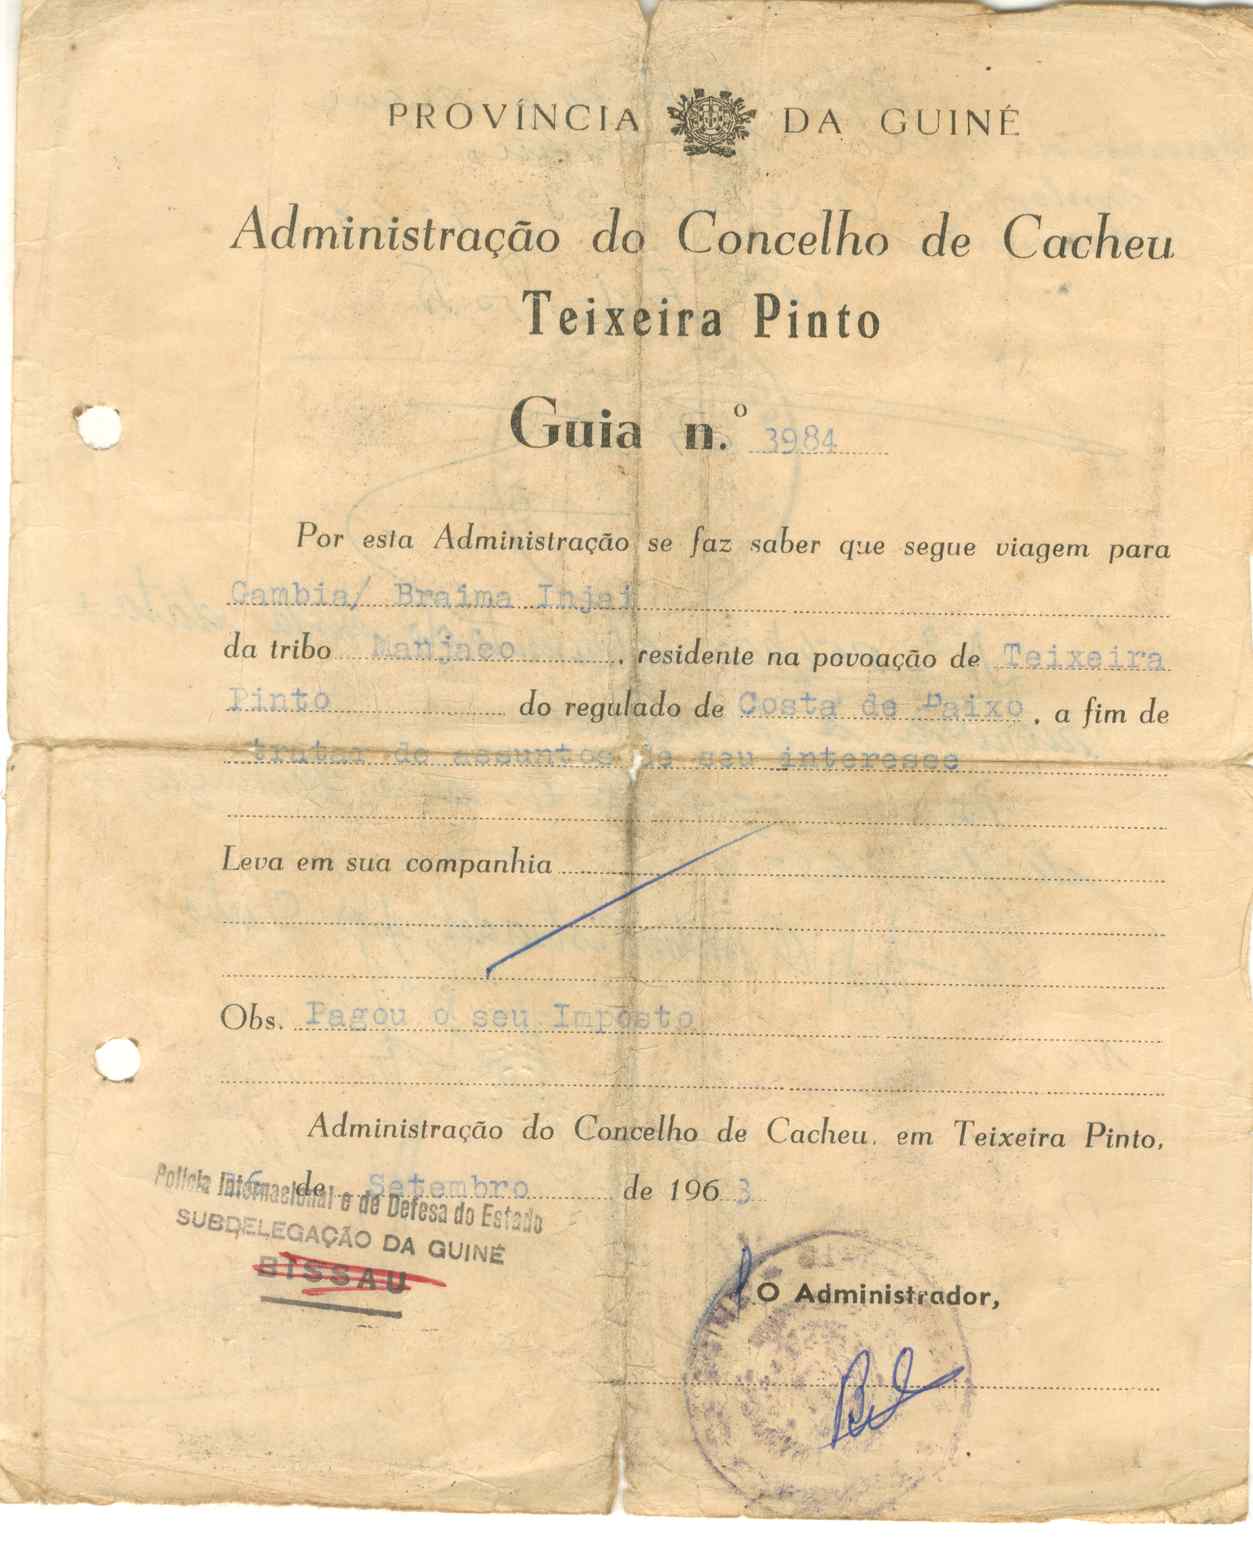 PROVÍNCIA DA GUINÉ
Administração do Concelho de Cacheu
Teixeira Pinto
Guia n.º 3984
Por esta Administração se faz saber que segue viagem para
Gambia/ Braima Injai
da tribo Manjaco, residente na povoação de Teixeira
Pinto do regulado de Costa de Baixo, a fim de
tratar de assuntos de seu interesse
Leva em sua companhia
Obs. Pagou o seu Imposto
Administração do Concelho de Cacheu, em Teixeira Pinto,
26 de Setembro de 1963
Policia Internacional e de Defesa do Estado
SUBDELEGAÇÃO DA GUINÉ
BISSAU
O Administrador,